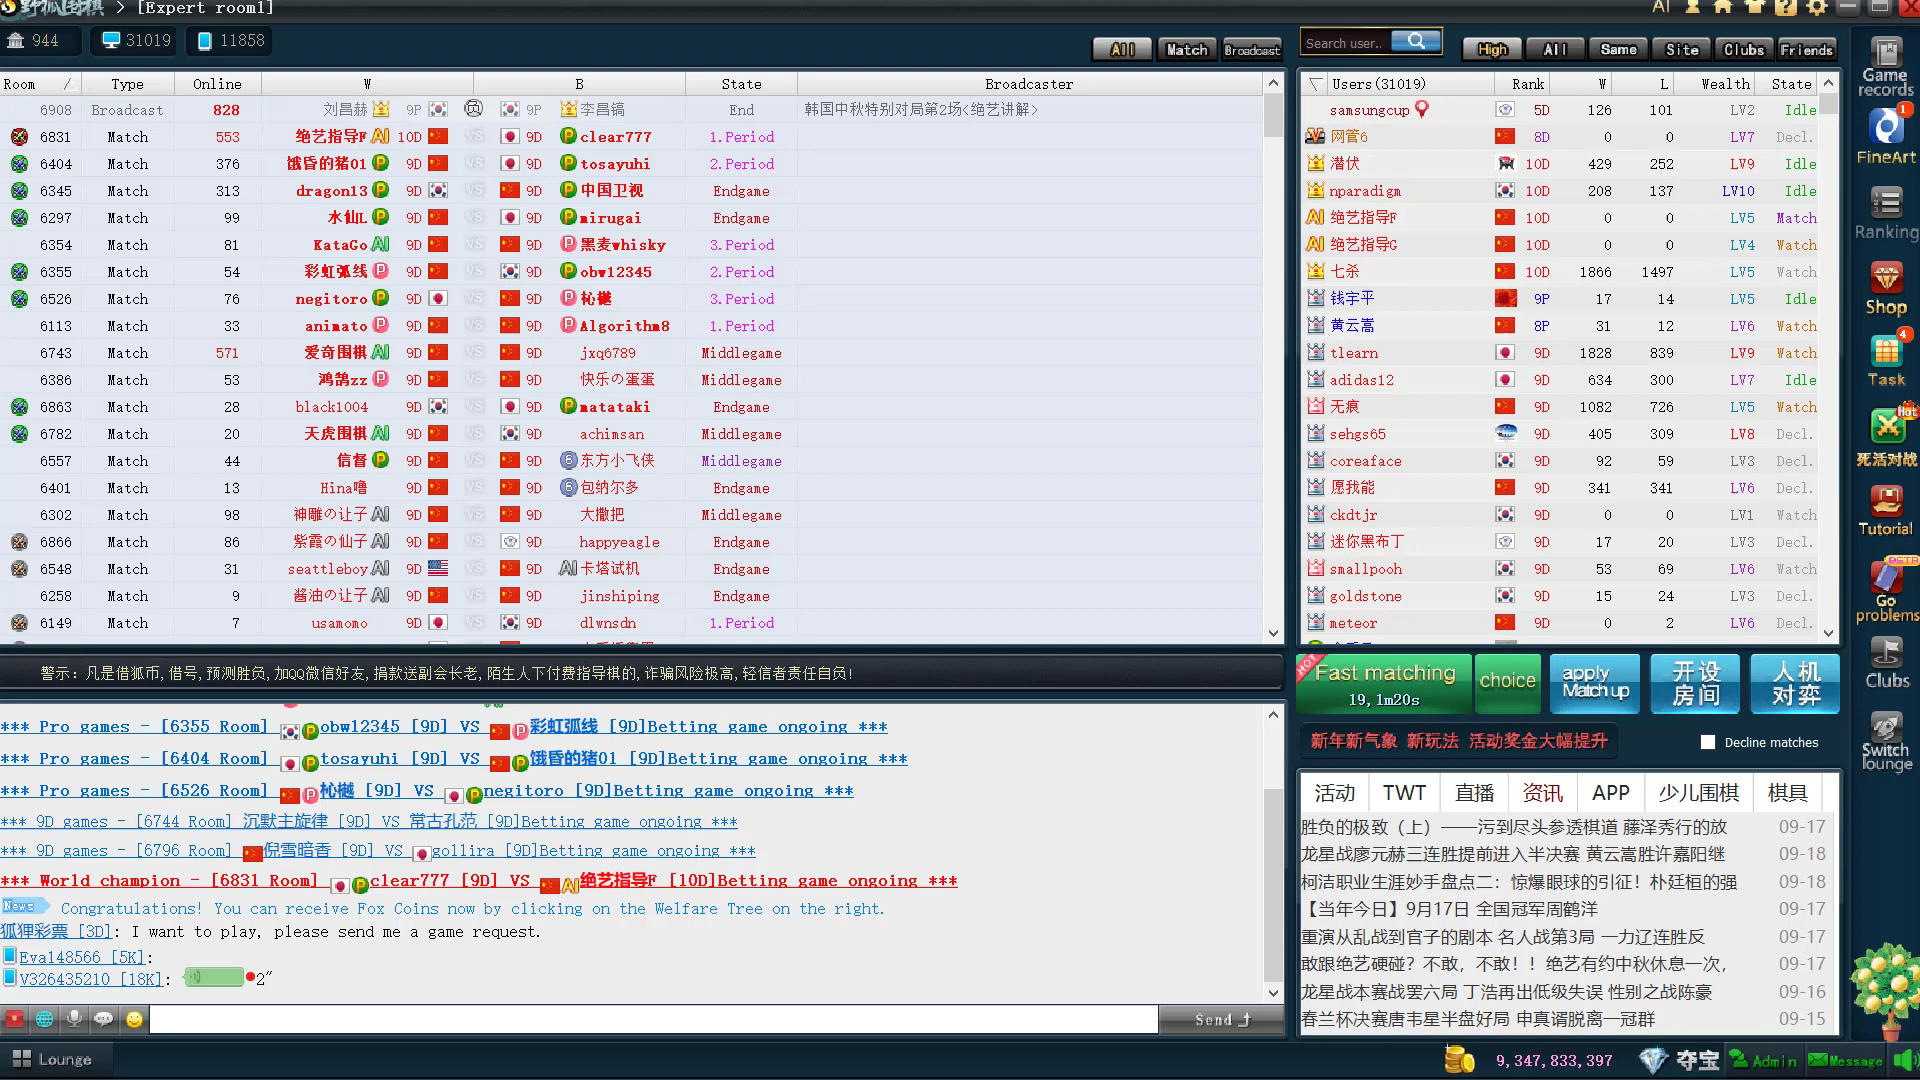 野狐围棋 > [Expert room1]
944 31019 11858
All Match Broadcast Search user.. High All Same Site Clubs Friends
Room Type Online W B State Broadcaster
6908 Broadcast 828 刘昌赫 9P 9P 李昌镐 End 韩国中秋特别对局第2场<绝艺讲解>
6831 Match 553 绝艺指导F AI 10D VS 9D P clear777 1.Period
6404 Match 376 饿昏的猪01 P 9D VS 9D P tosayuhi 2.Period
6345 Match 313 dragon13 P 9D VS 9D P 中国卫视 Endgame
6297 Match 99 水仙L P 9D VS 9D P mirugai Endgame
6354 Match 81 KataGo AI 9D VS 9D P 黑麦whisky 3.Period
6355 Match 54 彩虹弧线 P 9D VS 9D P obw12345 2.Period
6526 Match 76 negitoro P 9D VS 9D P 杺樾 3.Period
6113 Match 33 animato P 9D VS 9D P Algorithm8 1.Period
6743 Match 571 爱奇围棋 AI 9D VS 9D jxq6789 Middlegame
6386 Match 53 鸿鹄zz P 9D VS 9D 快乐の蛋蛋 Middlegame
6863 Match 28 black1004 9D VS 9D P matataki Endgame
6782 Match 20 天虎围棋 AI 9D VS 9D achimsan Middlegame
6557 Match 44 信督 P 9D VS 9D 6 东方小飞侠 Middlegame
6401 Match 13 Hina噜 9D VS 9D 6 包纳尔多 Endgame
6302 Match 98 神雕の让子 AI 9D VS 9D 大撒把 Middlegame
6866 Match 86 紫霞の仙子 AI 9D VS 9D happyeagle Endgame
6548 Match 31 seattleboy AI 9D VS 9D AI 卡塔试机 Endgame
6258 Match 9 酱油の让子 AI 9D VS 9D jinshiping Endgame
6149 Match 7 usamomo 9D VS 9D dlwnsdn 1.Period
Users(31019) Rank W L Wealth State
samsungcup 5D 126 101 LV2 Idle
网管6 8D 0 0 LV7 Decl.
潜伏 10D 429 252 LV9 Idle
nparadigm 10D 208 137 LV10 Idle
AI 绝艺指导F 10D 0 0 LV5 Match
AI 绝艺指导G 10D 0 0 LV4 Watch
七杀 10D 1866 1497 LV5 Watch
钱宇平 9P 17 14 LV5 Idle
黄云嵩 8P 31 12 LV6 Watch
tlearn 9D 1828 839 LV9 Watch
adidas12 9D 634 300 LV7 Idle
无痕 9D 1082 726 LV5 Watch
sehgs65 9D 405 309 LV8 Decl.
coreaface 9D 92 59 LV3 Decl.
愿我能 9D 341 341 LV6 Decl.
ckdtjr 9D 0 0 LV1 Watch
迷你黑布丁 9D 17 20 LV3 Decl.
smallpooh 9D 53 69 LV6 Watch
goldstone 9D 15 24 LV3 Decl.
meteor 9D 0 2 LV6 Decl.
Game records
1
FineArt
Ranking
Shop
4
Task
Hot
死活对战
Tutorial
BETA
Go problems
Clubs
Switch lounge
警示: 凡是借狐币, 借号, 预测胜负, 加QQ微信好友, 捐款送副会长老, 陌生人下付费指导棋的, 诈骗风险极高, 轻信者责任自负!
HOT Fast matching
19, 1m20s
choice
apply Match up
开设房间
人机对弈
新年新气象 新玩法 活动奖金大幅提升
Decline matches
*** Pro games - [6355 Room] P obw12345 [9D] VS P 彩虹弧线 [9D]Betting game ongoing ***
*** Pro games - [6404 Room] P tosayuhi [9D] VS P 饿昏的猪01 [9D]Betting game ongoing ***
*** Pro games - [6526 Room] P 杺樾 [9D] VS P negitoro [9D]Betting game ongoing ***
*** 9D games - [6744 Room] 沉默主旋律 [9D] VS 常古孔范 [9D]Betting game ongoing ***
*** 9D games - [6796 Room] 倪雪暗香 [9D] VS gollira [9D]Betting game ongoing ***
*** World champion - [6831 Room] P clear777 [9D] VS AI 绝艺指导F [10D]Betting game ongoing ***
News Congratulations! You can receive Fox Coins now by clicking on the Welfare Tree on the right.
狐狸彩票 [3D]: I want to play, please send me a game request.
Eva148566 [5K]:
V326435210 [18K]: 2″
Send
活动 TWT 直播 资讯 APP 少儿围棋 棋具
胜负的极致（上）——污到尽头参透棋道 藤泽秀行的放 09-17
龙星战廖元赫三连胜提前进入半决赛 黄云嵩胜许嘉阳继 09-18
柯洁职业生涯妙手盘点二：惊爆眼球的引征！朴廷桓的强 09-18
【当年今日】9月17日 全国冠军周鹤洋 09-17
重演从乱战到官子的剧本 名人战第3局 一力辽连胜反 09-17
敢跟绝艺硬碰？不敢，不敢！！绝艺有约中秋休息一次， 09-17
龙星战本赛战罢六局 丁浩再出低级失误 性别之战陈豪 09-16
春兰杯决赛唐韦星半盘好局 申真谞脱离一冠群 09-15
Lounge
9,347,833,397 夺宝 Admin Message